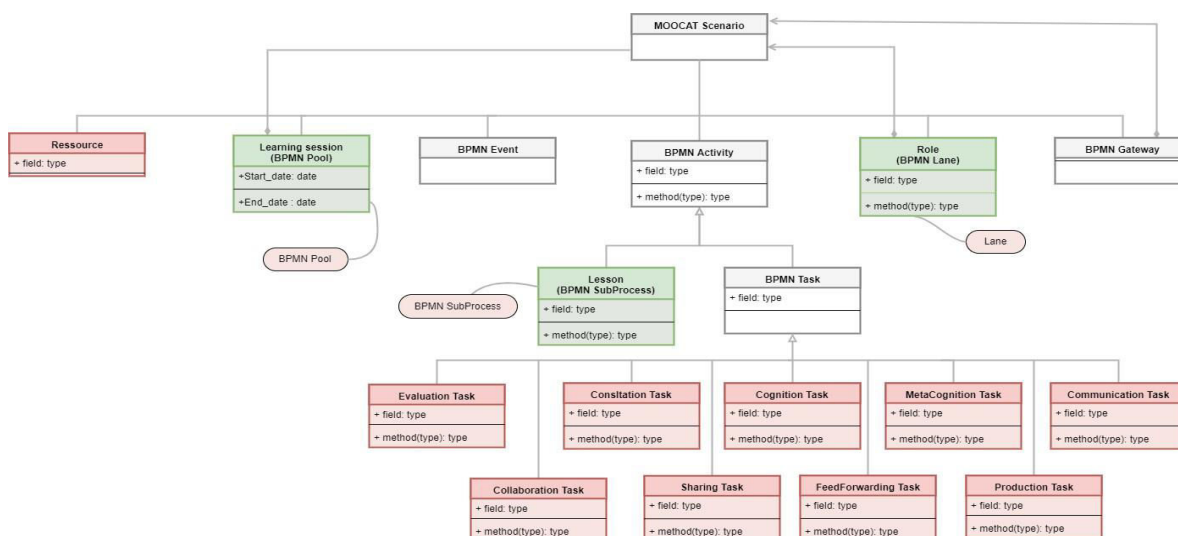 MOOCAT Scenario
Ressource
+ field: type
Learning session
(BPMN Pool)
+Start_date: date
+End_date : date
BPMN Event
BPMN Activity
+ field: type
+ method(type): type
Role
(BPMN Lane)
+ field: type
+ method(type): type
BPMN Gateway
BPMN Pool
Lane
BPMN SubProcess
Lesson
(BPMN SubProcess)
+ field: type
+ method(type): type
BPMN Task
+ field: type
Evaluation Task
+ field: type
+ method(type): type
Consltation Task
+ field: type
+ method(type): type
Cognition Task
+ field: type
+ method(type): type
MetaCognition Task
+ field: type
+ method(type): type
Communication Task
+ field: type
+ method(type): type
Collaboration Task
+ field: type
+ method(type): type
Sharing Task
+ field: type
+ method(type): type
FeedForwarding Task
+ field: type
+ method(type): type
Production Task
+ field: type
+ method(type): type